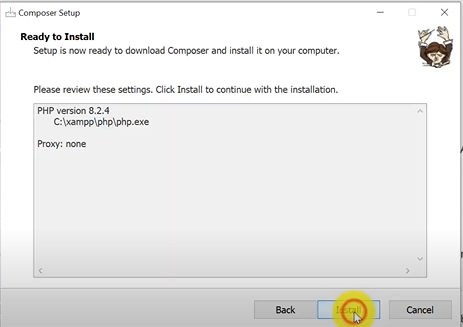 Composer Setup
Ready to Install
Setup is now ready to download Composer and install it on your computer.
Please review these settings. Click Install to continue with the installation.
PHP version 8.2.4
C:\xampp\php\php.exe
Proxy: none
Back
Install
Cancel